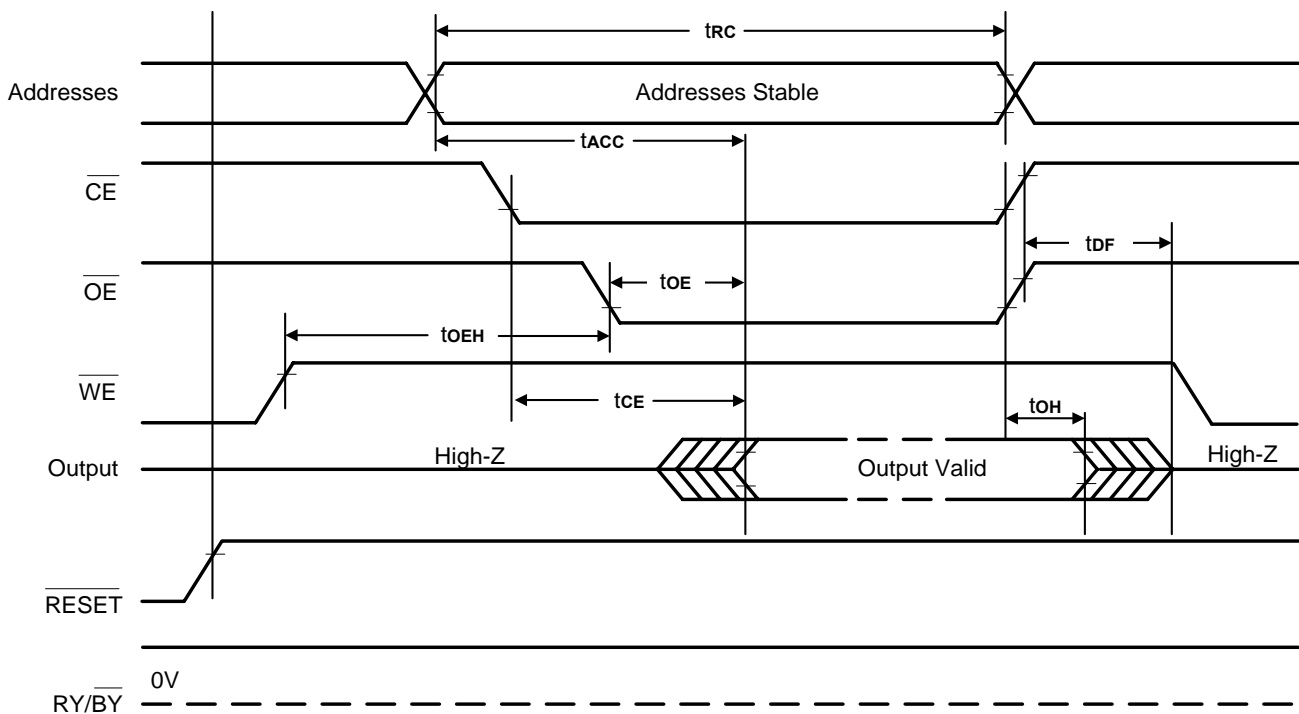 tRC
Addresses
Addresses Stable
tACC
CE
tDF
OE
tOE
tOEH
WE
tCE
tOH
Output
High-Z
Output Valid
High-Z
RESET
0V
RY/BY